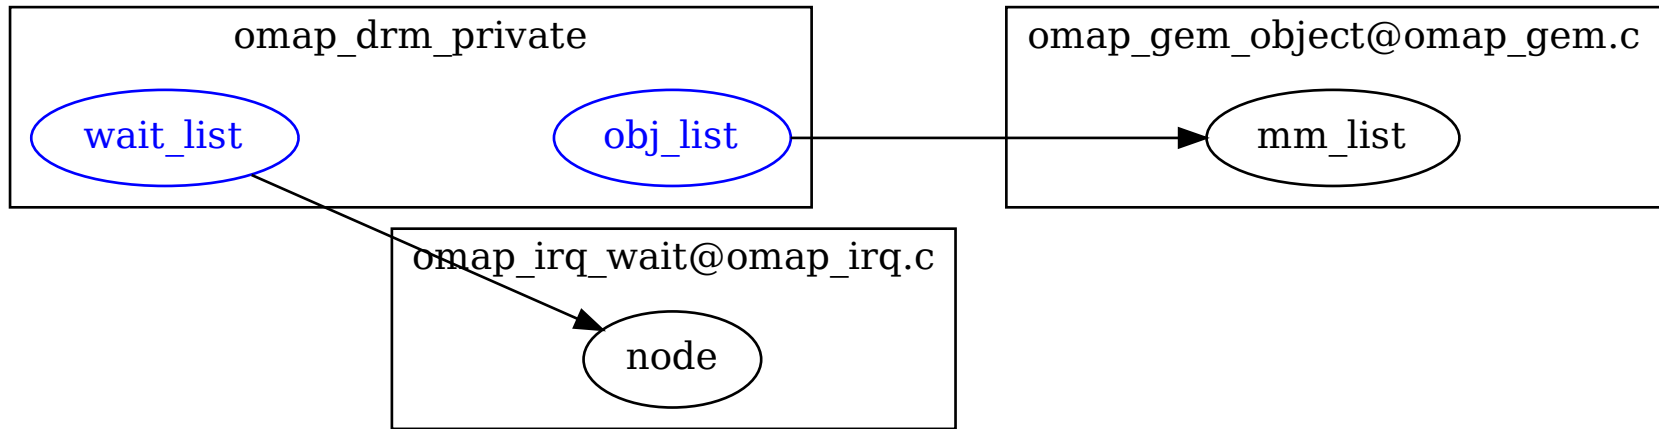 omap_drm_private
omap_gem_object@omap_gem.c
wait_list
obj_list
mm_list
omap_irq_wait@omap_irq.c
node